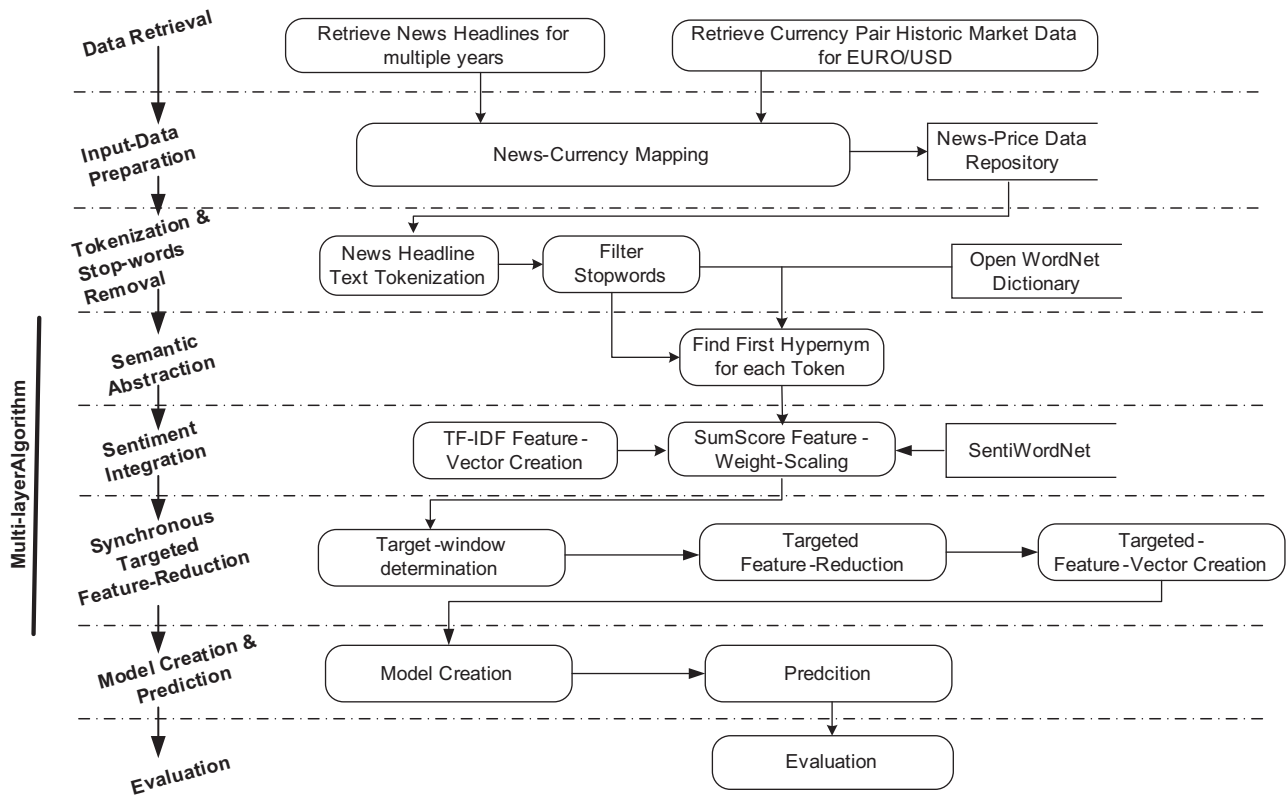 Data Retrieval
Retrieve News Headlines for
multiple years
Retrieve Currency Pair Historic Market Data
for EURO/USD
Input-Data
Preparation
News-Currency Mapping
News-Price Data
Repository
Tokenization &
Stop-words
Removal
News Headline
Text Tokenization
Filter
Stopwords
Open WordNet
Dictionary
Multi-layerAlgorithm
Semantic
Abstraction
Find First Hypernym
for each Token
Sentiment
Integration
TF-IDF Feature-
Vector Creation
SumScore Feature-
Weight-Scaling
SentiWordNet
Synchronous
Targeted
Feature-Reduction
Target-window
determination
Targeted
Feature-Reduction
Targeted-
Feature-Vector Creation
Model Creation &
Prediction
Model Creation
Predcition
Evaluation
Evaluation